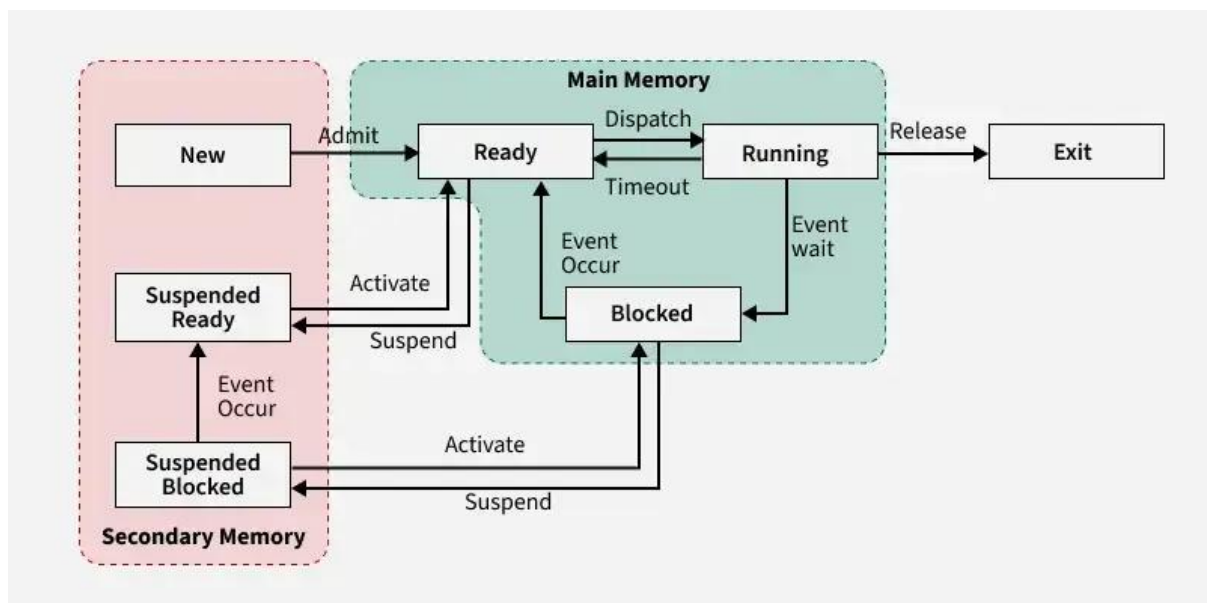 Main Memory
Admit
Dispatch
Release
New
Ready
Running
Exit
Timeout
Event
wait
Event
Occur
Suspended
Ready
Activate
Blocked
Suspend
Event
Occur
Suspended
Blocked
Activate
Suspend
Secondary Memory